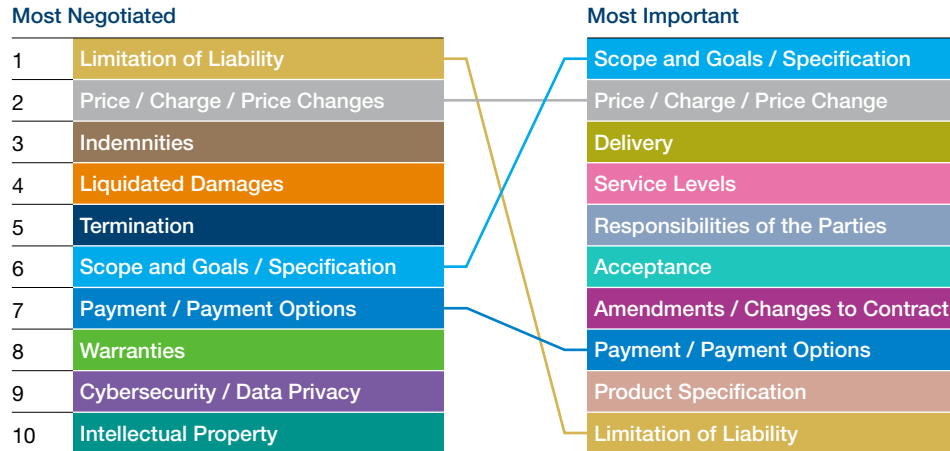 Most Negotiated
Most Important
1 Limitation of Liability
Scope and Goals / Specification
2 Price / Charge / Price Changes
Price / Charge / Price Change
3 Indemnities
Delivery
4 Liquidated Damages
Service Levels
5 Termination
Responsibilities of the Parties
6 Scope and Goals / Specification
Acceptance
7 Payment / Payment Options
Amendments / Changes to Contract
8 Warranties
Payment / Payment Options
9 Cybersecurity / Data Privacy
Product Specification
10 Intellectual Property
Limitation of Liability